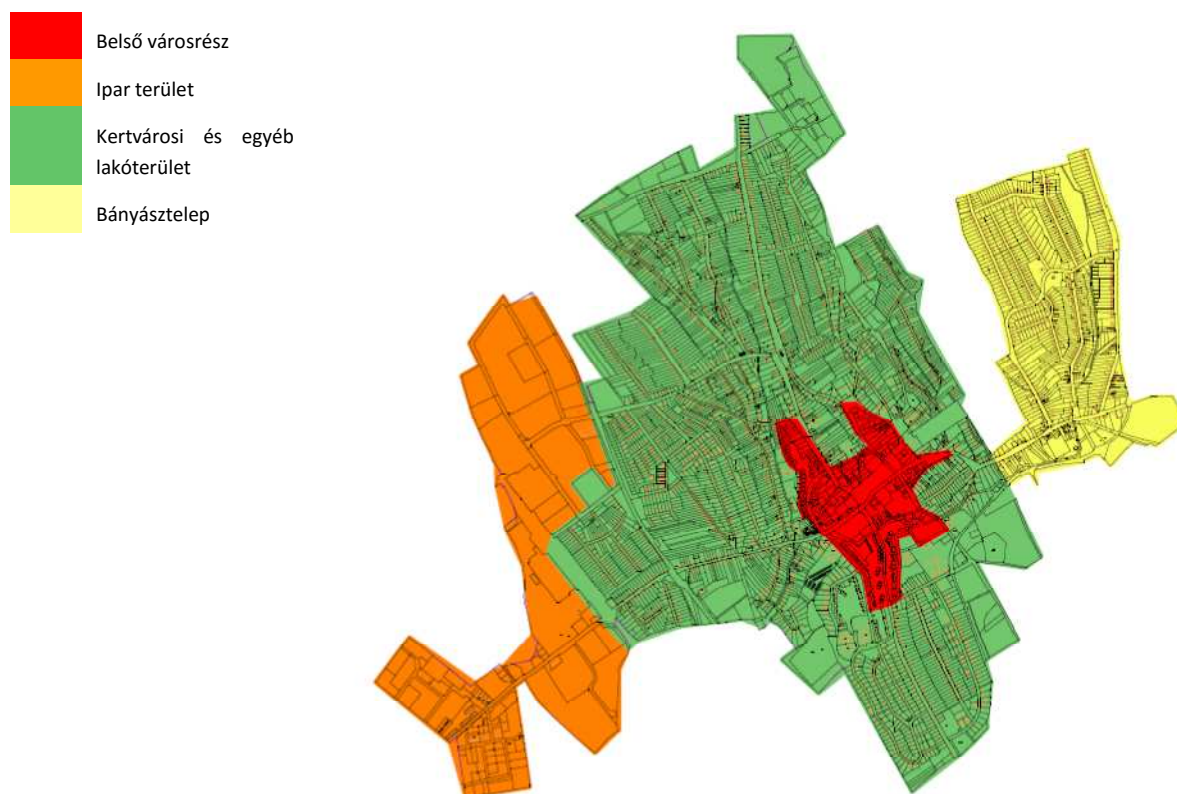 Belső városrész
Ipar terület
Kertvárosi és egyéb
lakóterület
Bányásztelep